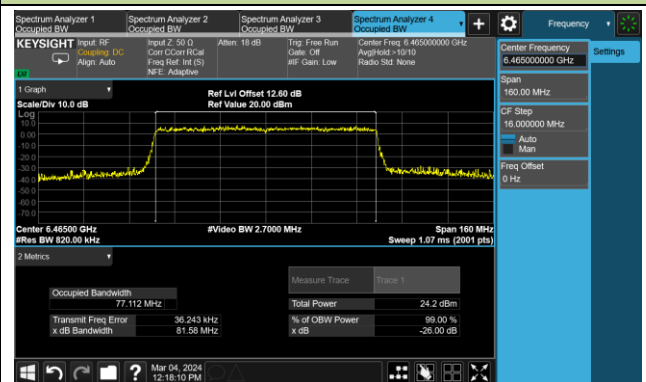 Spectrum Analyzer 1
Occupied BW
Spectrum Analyzer 2
Occupied BW
Spectrum Analyzer 3
Occupied BW
Spectrum Analyzer 4
Occupied BW
Frequency
KEYSIGHT
Input: RF
Coupling: DC
Align: Auto
Input Z: 50 Ω
Corr CCorr RCal
Freq Ref: Int (S)
NFE: Adaptive
Atten: 18 dB
Trig: Free Run
Gate: Off
#IF Gain: Low
Center Freq: 6.465000000 GHz
Avg|Hold:>10/10
Radio Std: None
LXI
1 Graph
Scale/Div 10.0 dB
Ref Lvl Offset 12.60 dB
Ref Value 20.00 dBm
Log
10.0
0.00
-10.0
-20.0
-30.0
-40.0
-50.0
-60.0
-70.0
Center 6.46500 GHz
#Res BW 820.00 kHz
#Video BW 2.7000 MHz
Span 160 MHz
Sweep 1.07 ms (2001 pts)
2 Metrics
Measure Trace
Trace 1
Occupied Bandwidth
77.112 MHz
Total Power
24.2 dBm
Transmit Freq Error
36.243 kHz
% of OBW Power
99.00 %
x dB Bandwidth
81.58 MHz
x dB
-26.00 dB
Center Frequency
6.465000000 GHz
Settings
Span
160.00 MHz
CF Step
16.000000 MHz
Auto
Man
Freq Offset
0 Hz
Mar 04, 2024
12:18:10 PM